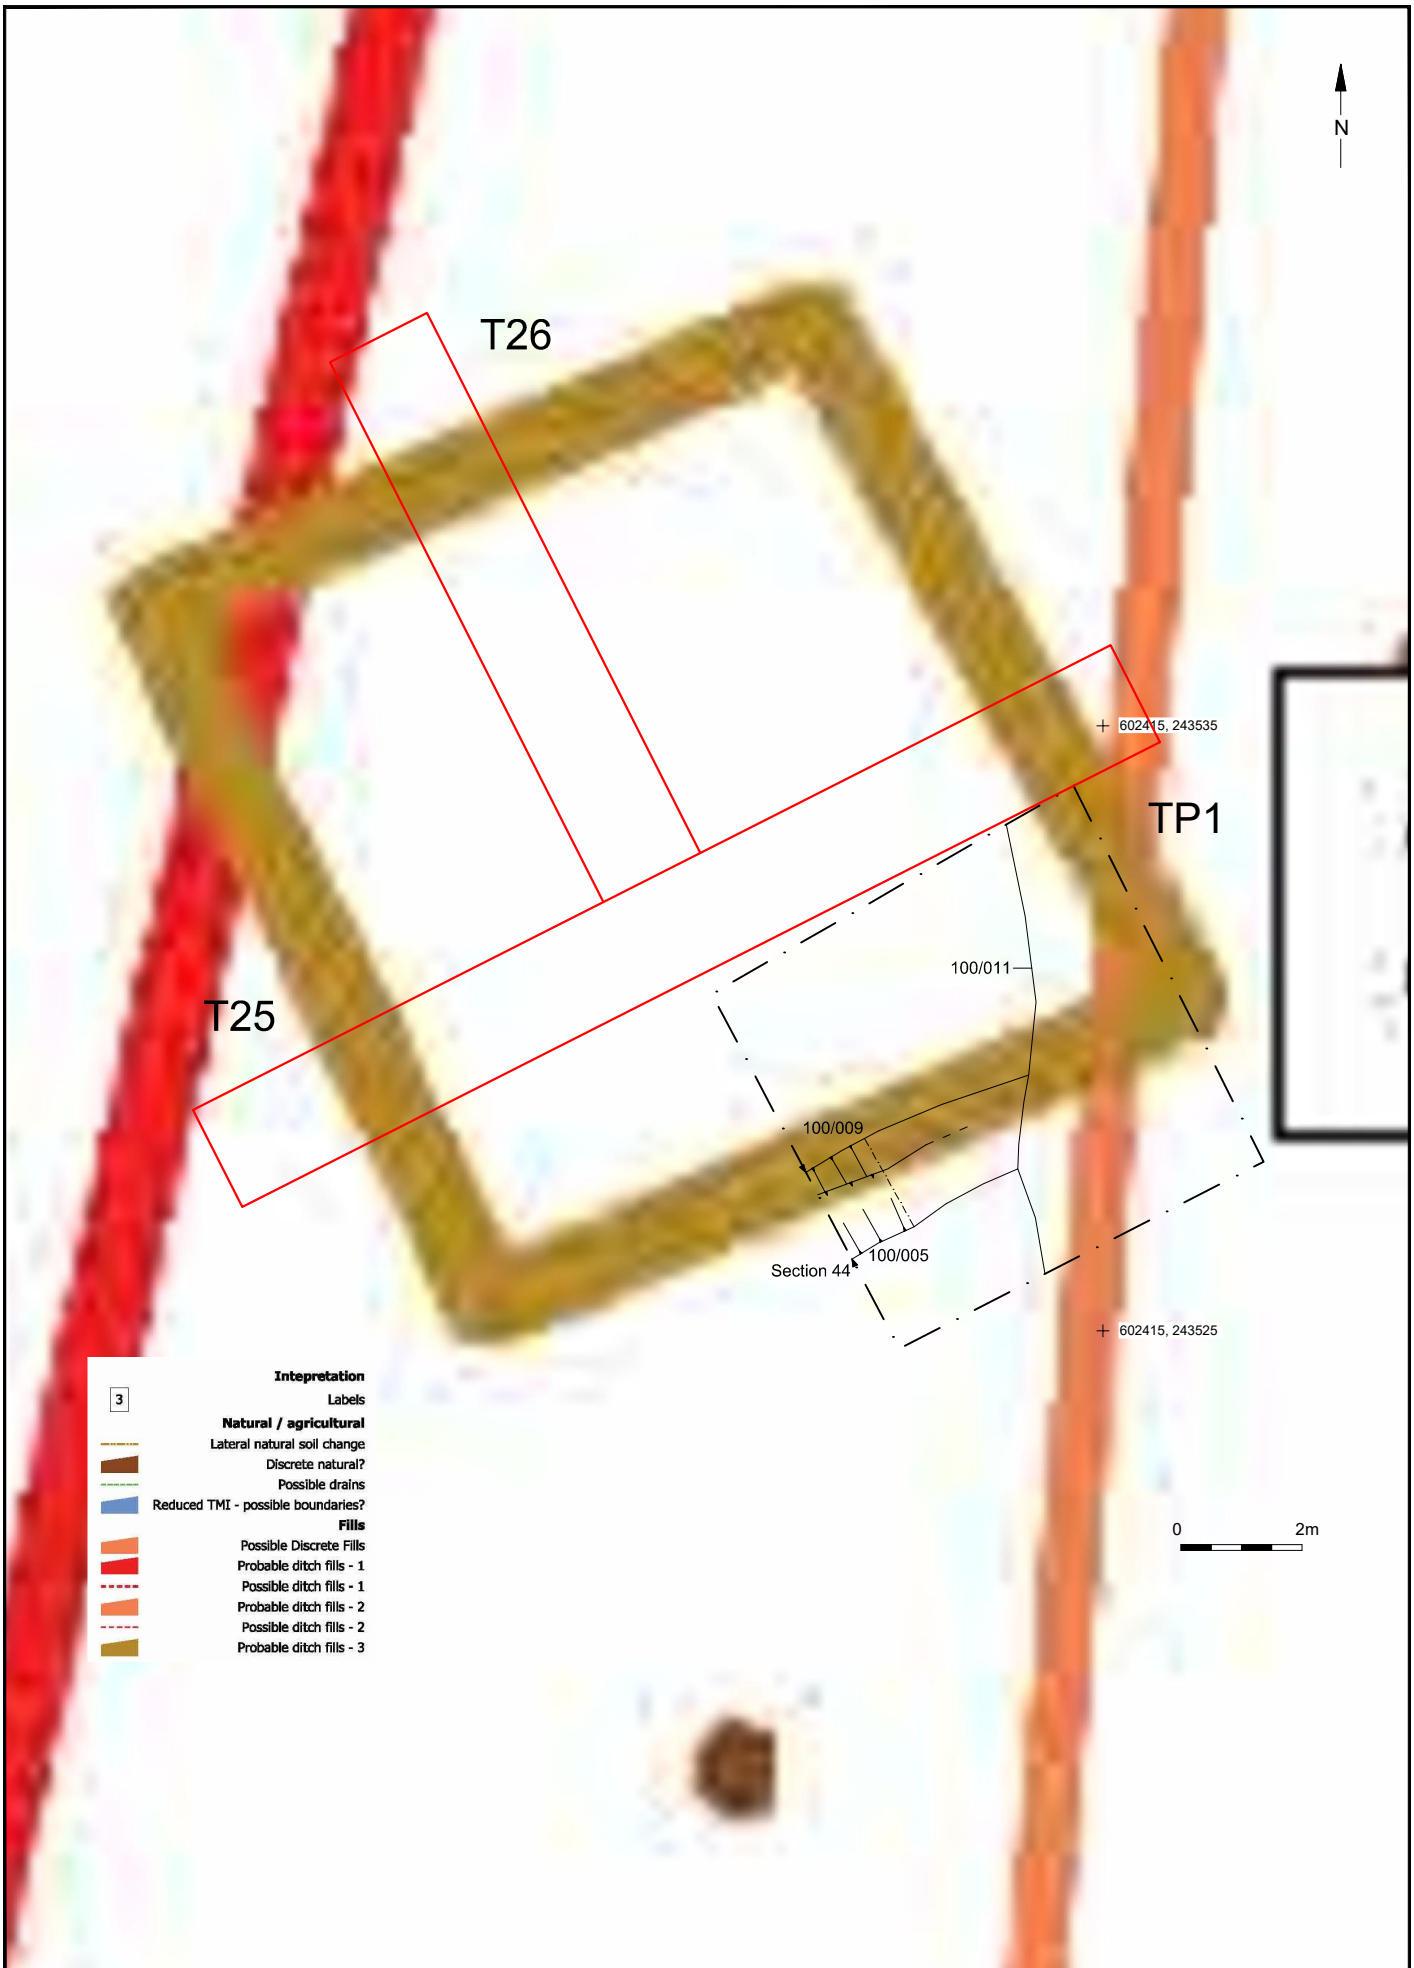 N
T26
602415, 243535
TP1
100/011
T25
100/009
100/005
Section 44
602415, 243525
Intepretation
3 Labels
Natural / agricultural
Lateral natural soil change
Discrete natural?
Possible drains
Reduced TMI - possible boundaries?
Fills
Possible Discrete Fills
Probable ditch fills - 1
Possible ditch fills - 1
Probable ditch fills - 2
Possible ditch fills - 2
Probable ditch fills - 3
0 2m